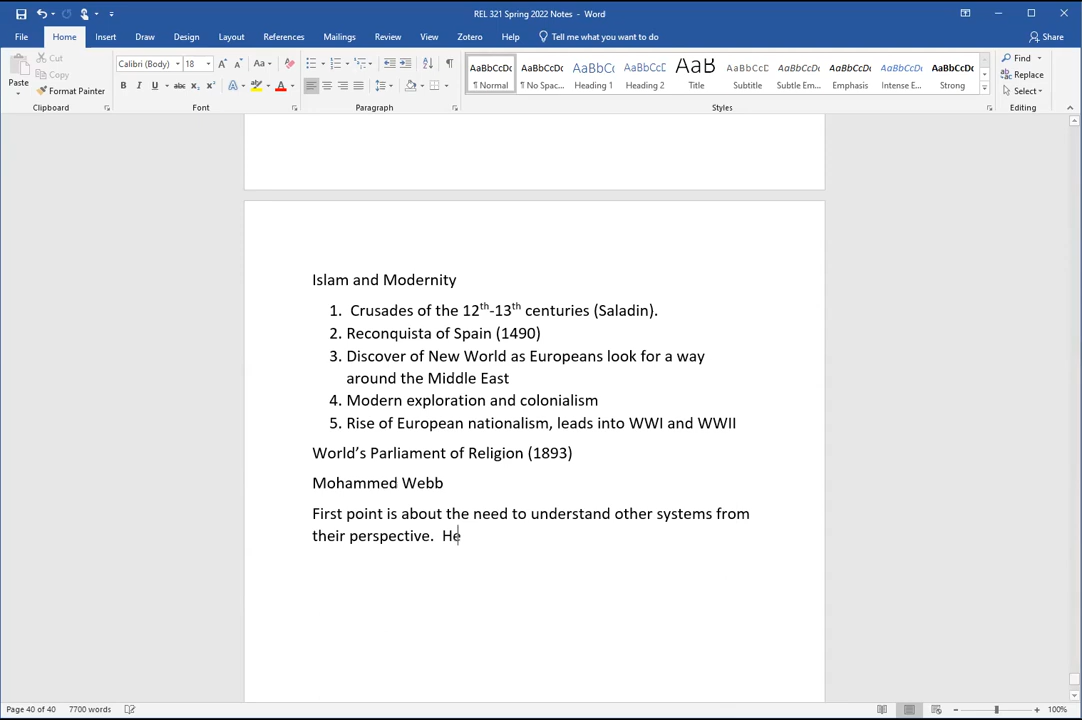 REL 321 Spring 2022 Notes - Word
File Home Insert Draw Design Layout References Mailings Review View Zotero Help Tell me what you want to do Share
Paste Cut Copy Format Painter
Calibri (Body) 18 Aa
B I U abc X₂ X² A
AaBbCcDc AaBbCcDc AaBbCc AaBbCcD AaB AaBbCcD AaBbCcDc AaBbCcDc AaBbCcDc AaBbCcDc
¶ Normal ¶ No Spac... Heading 1 Heading 2 Title Subtitle Subtle Em... Emphasis Intense E... Strong
Find Replace Select
Clipboard Font Paragraph Styles Editing
Islam and Modernity
1. Crusades of the 12th-13th centuries (Saladin).
2. Reconquista of Spain (1490)
3. Discover of New World as Europeans look for a way
around the Middle East
4. Modern exploration and colonialism
5. Rise of European nationalism, leads into WWI and WWII
World's Parliament of Religion (1893)
Mohammed Webb
First point is about the need to understand other systems from
their perspective.  He
Page 40 of 40 7700 words 100%